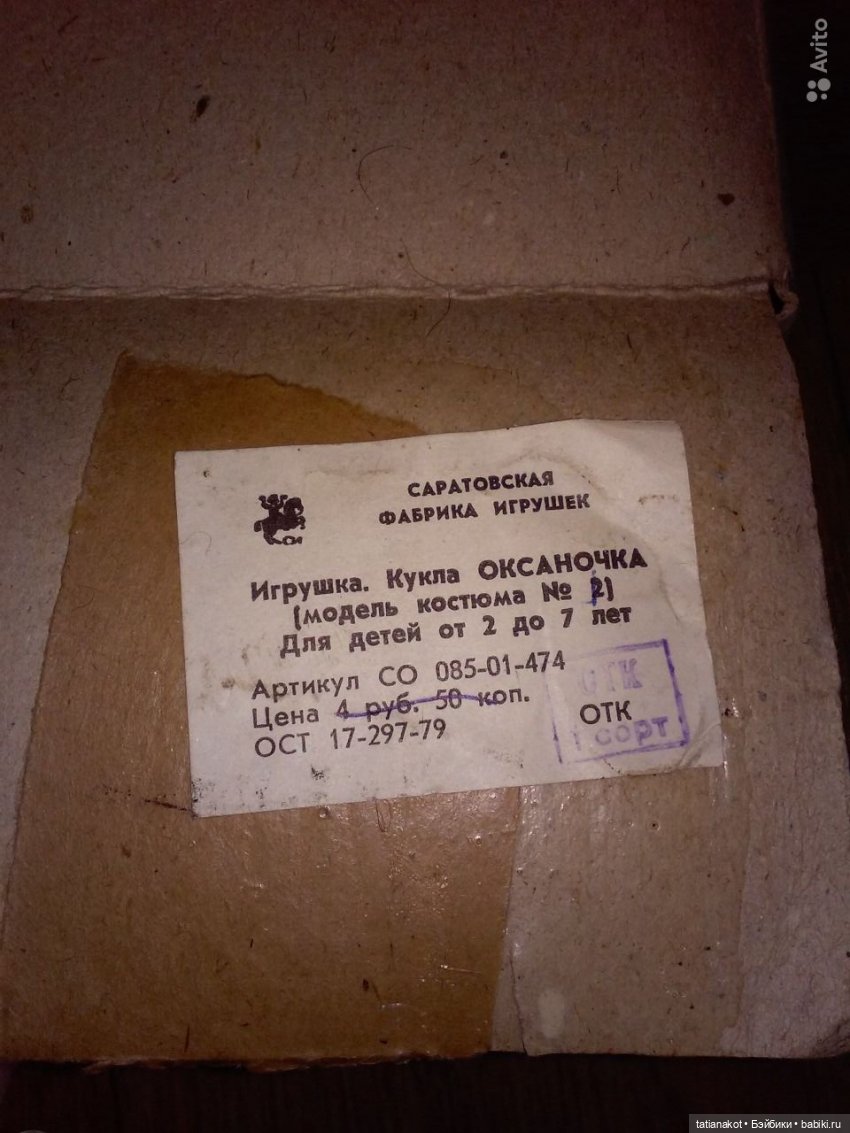 Avito
САРАТОВСКАЯ
ФАБРИКА ИГРУШЕК
Игрушка. Кукла ОКСАНОЧКА
(модель костюма № 2)
Для детей от 2 до 7 лет
Артикул СО 085-01-474
Цена 4 руб. 50 коп.
ОСТ 17-297-79
ОТК
ОТК
1 сорт
tatianakot • Бэйбики • babiki.ru